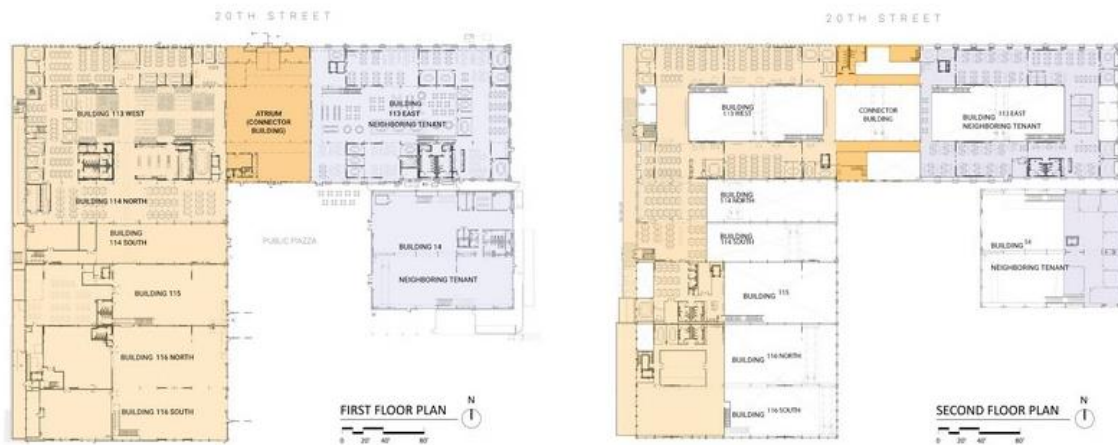 20TH STREET
BUILDING 113 WEST
ATRIUM
(CONNECTOR
BUILDING)
BUILDING
113 EAST
NEIGHBORING TENANT
BUILDING 114 NORTH
BUILDING
114 SOUTH
PUBLIC PIAZZA
BUILDING 14
NEIGHBORING TENANT
BUILDING 115
BUILDING 116 NORTH
BUILDING 116 SOUTH
FIRST FLOOR PLAN
N
0 20' 40' 80'
20TH STREET
BUILDING
113 WEST
CONNECTOR
BUILDING
BUILDING 113 EAST
NEIGHBORING TENANT
BUILDING
114 NORTH
BUILDING
114 SOUTH
BUILDING 14
NEIGHBORING TENANT
BUILDING 115
BUILDING 116 NORTH
BUILDING 116 SOUTH
SECOND FLOOR PLAN
N
0 20' 40' 80'